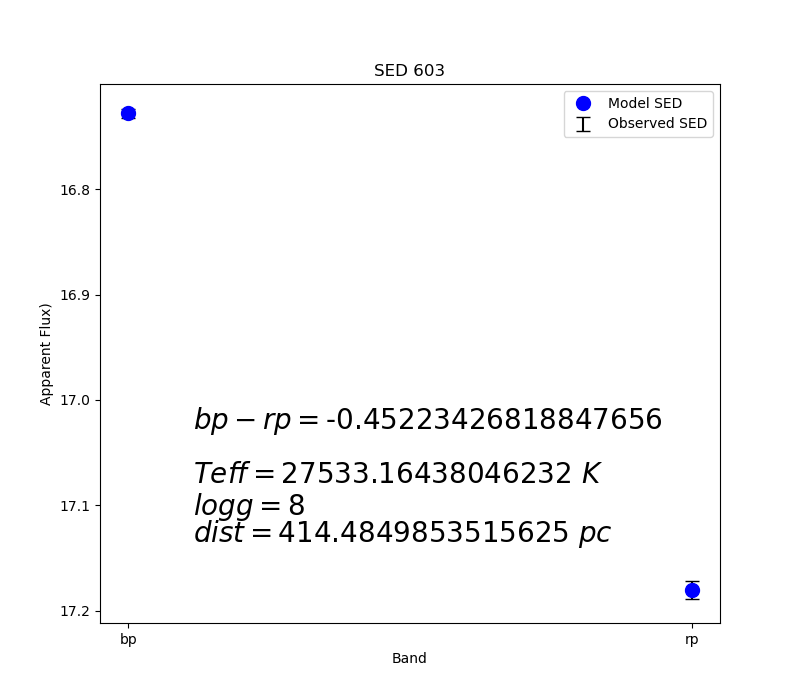 SED 603
Model SED
Observed SED
16.8
16.9
17.0
17.1
17.2
Apparent Flux)
bp − rp = -0.45223426818847656
Teff = 27533.16438046232 K
logg = 8
dist = 414.4849853515625 pc
bp
rp
Band